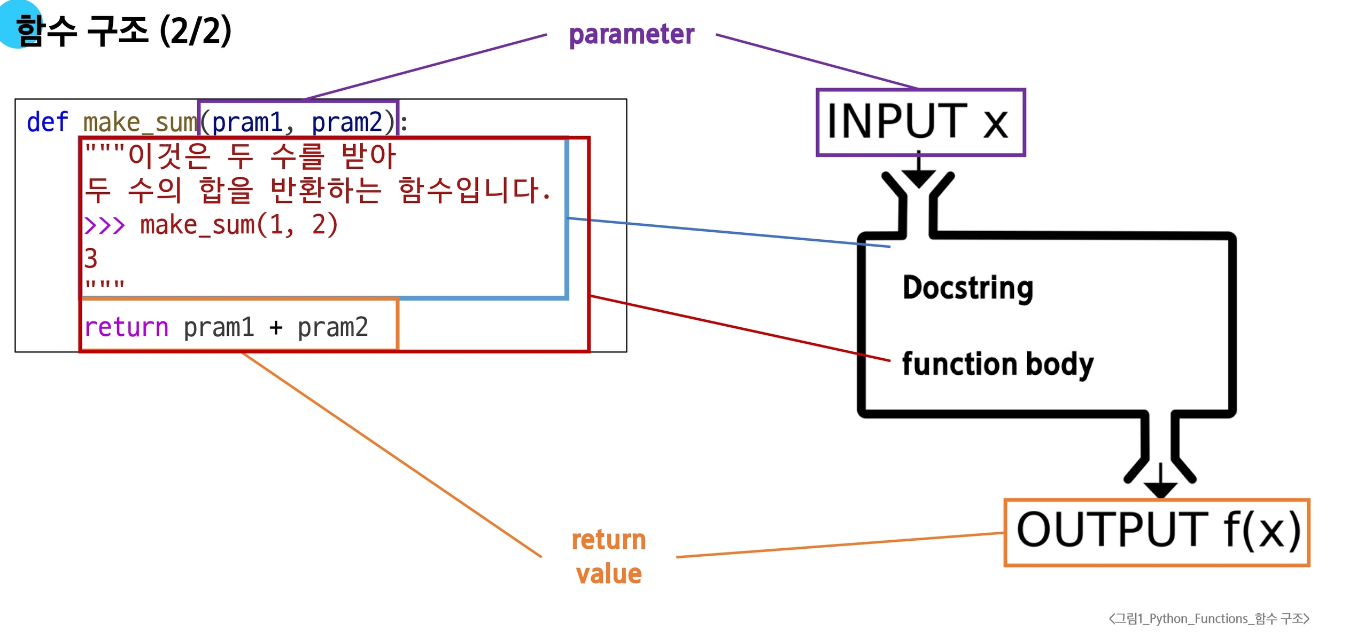 함수 구조 (2/2)
parameter
def make_sum(pram1, pram2):
"""이것은 두 수를 받아
두 수의 합을 반환하는 함수입니다.
>>> make_sum(1, 2)
3
"""
return pram1 + pram2
INPUT x
Docstring
function body
return
value
OUTPUT f(x)
<그림1_Python_Functions_함수 구조>